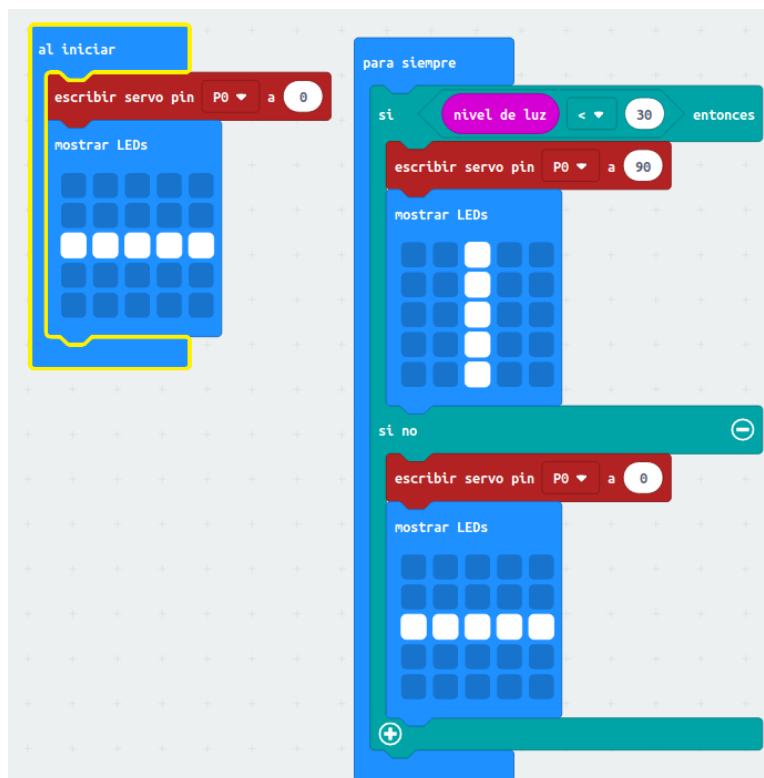 al iniciar
escribir servo pin P0 a 0
mostrar LEDs
para siempre
si nivel de luz < 30 entonces
escribir servo pin P0 a 90
mostrar LEDs
si no
escribir servo pin P0 a 0
mostrar LEDs